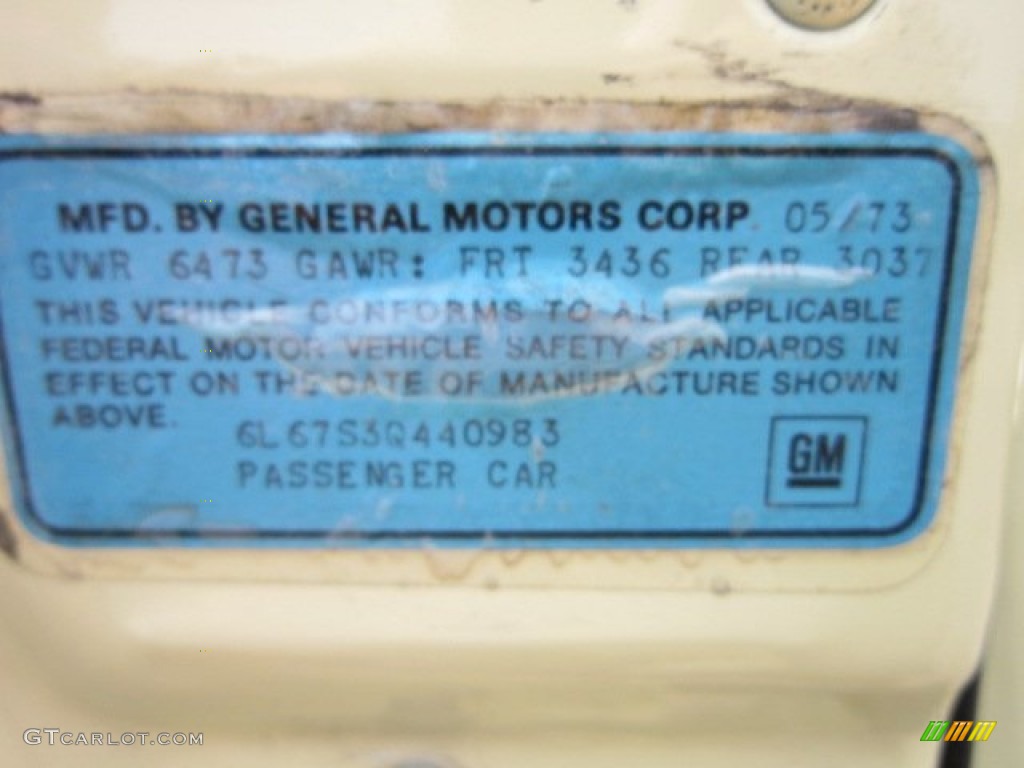 MFD. BY GENERAL MOTORS CORP. 05/73
GVWR 6473 GAWR: FRT 3436 REAR 3037
THIS VEHICLE CONFORMS TO ALL APPLICABLE
FEDERAL MOTOR VEHICLE SAFETY STANDARDS IN
EFFECT ON THE DATE OF MANUFACTURE SHOWN
ABOVE.
6L67S3Q440983
PASSENGER CAR
GM
GTCARLOT.COM